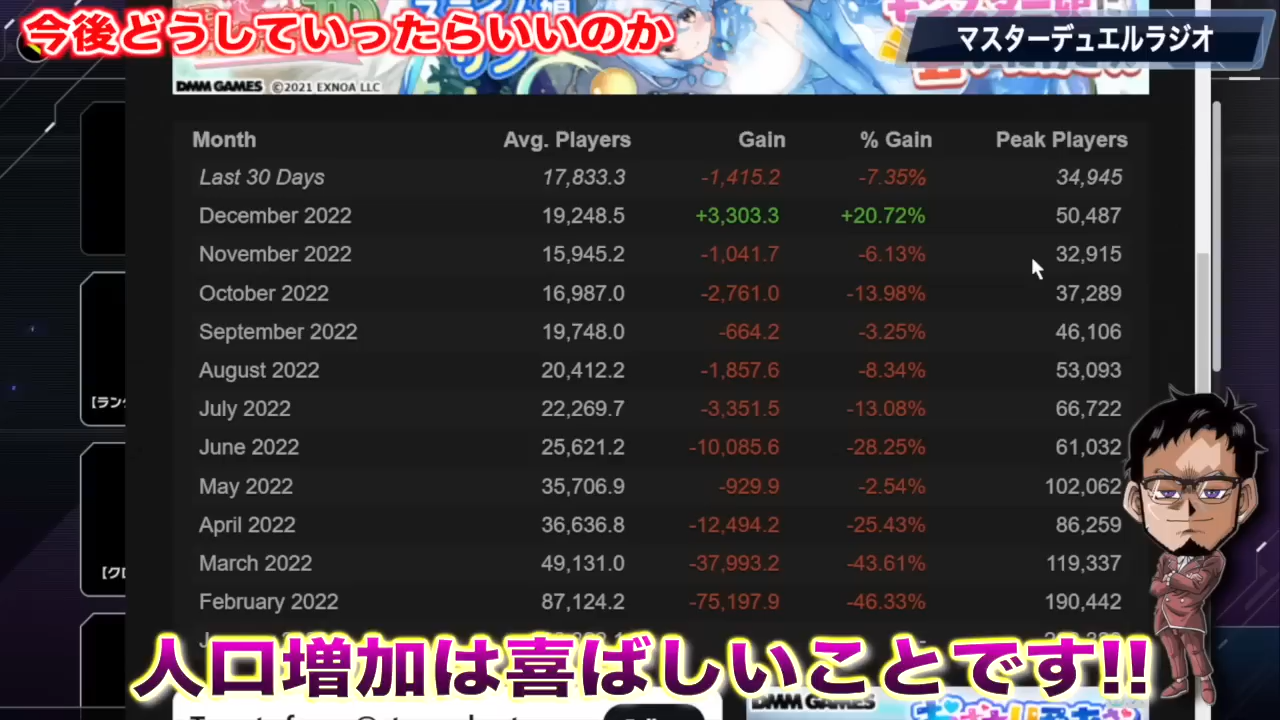 今後どうしていったらいいのか
マスターデュエルラジオ
DMM GAMES ©2021 EXNOA LLC
Month Avg. Players Gain % Gain Peak Players
Last 30 Days 17,833.3 -1,415.2 -7.35% 34,945
December 2022 19,248.5 +3,303.3 +20.72% 50,487
November 2022 15,945.2 -1,041.7 -6.13% 32,915
October 2022 16,987.0 -2,761.0 -13.98% 37,289
September 2022 19,748.0 -664.2 -3.25% 46,106
August 2022 20,412.2 -1,857.6 -8.34% 53,093
July 2022 22,269.7 -3,351.5 -13.08% 66,722
June 2022 25,621.2 -10,085.6 -28.25% 61,032
May 2022 35,706.9 -929.9 -2.54% 102,062
April 2022 36,636.8 -12,494.2 -25.43% 86,259
March 2022 49,131.0 -37,993.2 -43.61% 119,337
February 2022 87,124.2 -75,197.9 -46.33% 190,442
【ラン
【ク
人口増加は喜ばしいことです!!
DMM GAMES